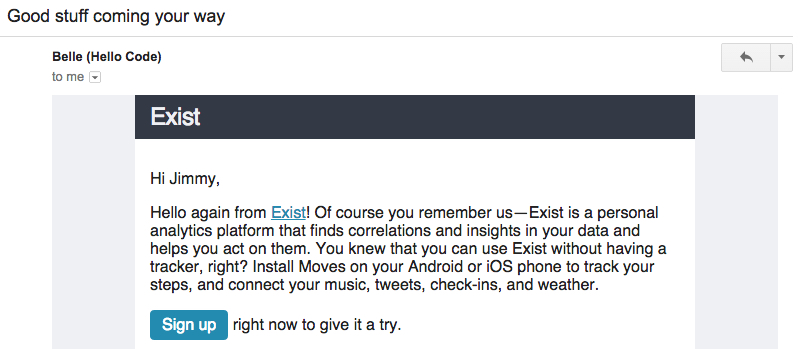 Good stuff coming your way
Belle (Hello Code)
to me
Exist
Hi Jimmy,
Hello again from Exist! Of course you remember us—Exist is a personal
analytics platform that finds correlations and insights in your data and
helps you act on them. You knew that you can use Exist without having a
tracker, right? Install Moves on your Android or iOS phone to track your
steps, and connect your music, tweets, check-ins, and weather.
Sign up right now to give it a try.